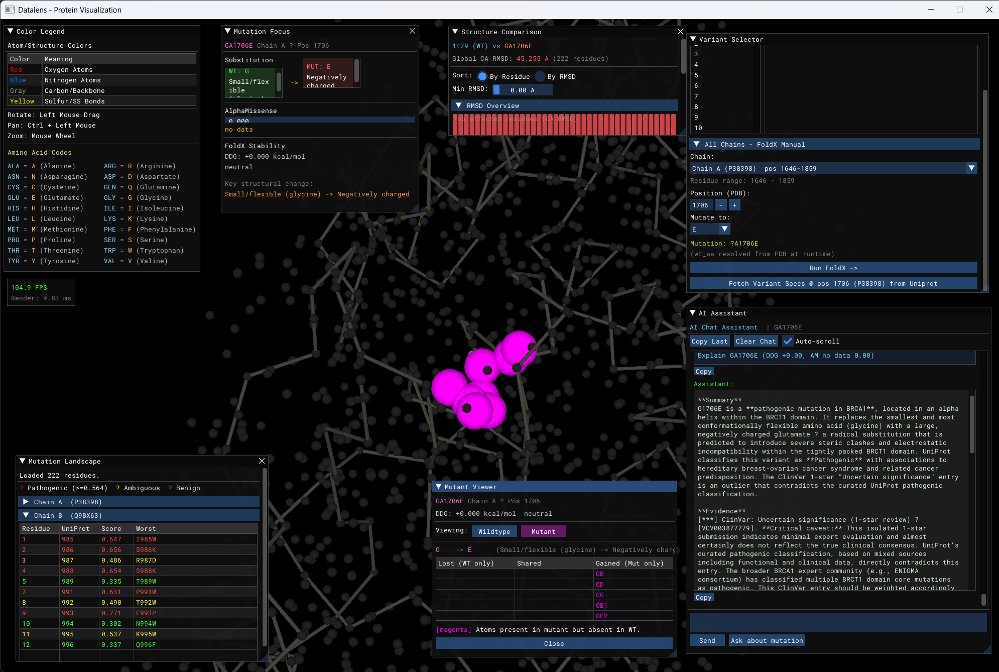 Datalens - Protein Visualization
Color Legend
Atom/Structure Colors
Color Meaning
Red Oxygen Atoms
Blue Nitrogen Atoms
Gray Carbon/Backbone
Yellow Sulfur/SS Bonds
Rotate: Left Mouse Drag
Pan: Ctrl + Left Mouse
Zoom: Mouse Wheel
Amino Acid Codes
ALA = A (Alanine) ARG = R (Arginine)
ASN = N (Asparagine) ASP = D (Aspartate)
CYS = C (Cysteine) GLN = Q (Glutamine)
GLU = E (Glutamate) GLY = G (Glycine)
HIS = H (Histidine) ILE = I (Isoleucine)
LEU = L (Leucine) LYS = K (Lysine)
MET = M (Methionine) PHE = F (Phenylalanine)
PRO = P (Proline) SER = S (Serine)
THR = T (Threonine) TRP = W (Tryptophan)
TYR = Y (Tyrosine) VAL = V (Valine)
104.9 FPS
Render: 9.83 ms
Mutation Focus
GA1706E Chain A ? Pos 1706
Substitution
WT: G
Small/flex
ible
->
MUT: E
Negatively
charged
AlphaMissense
0.000
no data
FoldX Stability
DDG: +0.000 kcal/mol
neutral
Key structural change:
Small/flexible (glycine) -> Negatively charged
Structure Comparison
1t29 (WT) vs GA1706E
Global CA RMSD: 45.255 A (222 residues)
Sort: By Residue By RMSD
Min RMSD: 0.00 A
RMSD Overview
Top affected residues (CA RMSD)
Variant Selector
3
4
5
6
7
8
9
10
All Chains - FoldX Manual
Chain:
Chain A (P38398) pos 1646-1859
Residue range: 1646 - 1859
Position (PDB):
1706 - +
Mutate to:
E
Mutation: ?A1706E
(wt_aa resolved from PDB at runtime)
Run FoldX ->
Fetch Variant Specs @ pos 1706 (P38398) from Uniprot
AI Assistant
AI Chat Assistant | GA1706E
Copy Last Clear Chat Auto-scroll
Explain GA1706E (DDG +0.00, AM no data 0.00)
Copy
Assistant:
**Summary**
G1706E is a **pathogenic mutation in BRCA1**, located in an alpha
helix within the BRCT1 domain. It replaces the smallest and most
conformationally flexible amino acid (glycine) with a large,
negatively charged glutamate ? a radical substitution that is
predicted to introduce severe steric clashes and electrostatic
incompatibility within the tightly packed BRCT1 domain. UniProt
classifies this variant as **Pathogenic** with associations to
hereditary breast-ovarian cancer syndrome and related cancer
predisposition. The ClinVar 1-star "Uncertain significance" entry
is an outlier that contradicts the curated UniProt pathogenic
classification.
**Evidence**
[***] ClinVar: Uncertain significance (1-star review) ?
[VCV003877779]. **Critical caveat:** This isolated 1-star
submission indicates minimal expert evaluation and almost
certainly does not reflect the true clinical consensus. UniProt's
curated pathogenic classification, based on mixed sources
including functional and clinical data, directly contradicts this
entry. The broader BRCA1 expert community (e.g., ENIGMA
consortium) has classified multiple BRCT1 domain core mutations
as pathogenic. This ClinVar entry should be weighted accordingly
Copy
Send Ask about mutation
Mutation Landscape
Loaded 222 residues.
? Pathogenic (>=0.564) ? Ambiguous ? Benign
Chain A (P38398)
Chain B (Q9BX63)
Residue UniProt Score Worst
1 985 0.647 I985W
2 986 0.656 S986K
3 987 0.486 R987D
4 988 0.654 S988K
5 989 0.335 T989W
7 991 0.631 P991W
8 992 0.490 T992W
9 993 0.771 F993P
10 994 0.302 N994W
11 995 0.537 K995W
12 996 0.337 Q996F
Mutant Viewer
GA1706E Chain A ? Pos 1706
DDG: +0.000 kcal/mol neutral
Viewing: Wildtype Mutant
G -> E (Small/flexible (glycine) -> Negatively charg
Lost (WT only) Shared Gained (Mut only)
CB
CD
CG
OE1
OE2
[magenta] Atoms present in mutant but absent in WT.
Close